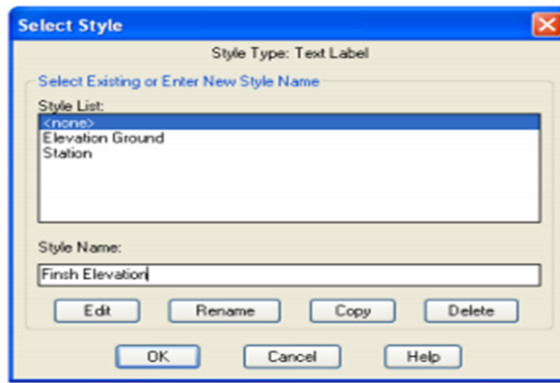 Select Style
Style Type: Text Label
Select Existing or Enter New Style Name
Style List:
<none>
Elevation Ground
Station
Style Name:
Finsh Elevation
Edit Rename Copy Delete
OK Cancel Help